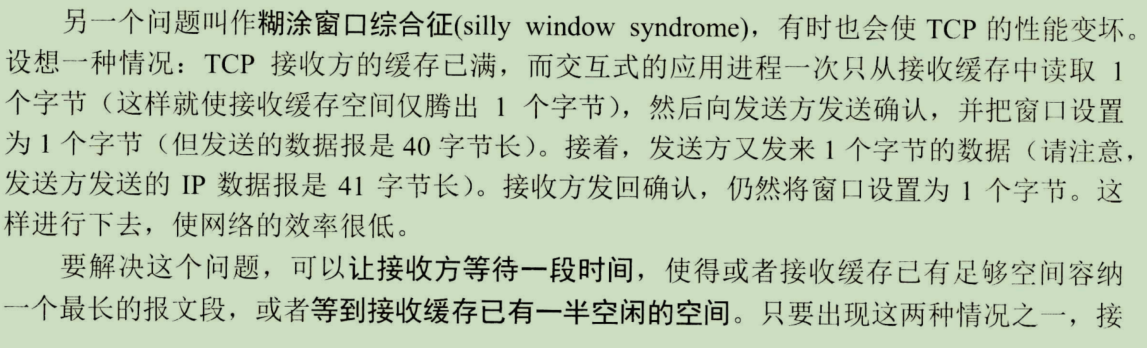 另一个问题叫作糊涂窗口综合征(silly window syndrome)，有时也会使 TCP 的性能变坏。
设想一种情况：TCP 接收方的缓存已满，而交互式的应用进程一次只从接收缓存中读取 1
个字节（这样就使接收缓存空间仅腾出 1 个字节），然后向发送方发送确认，并把窗口设置
为 1 个字节（但发送的数据报是 40 字节长）。接着，发送方又发来 1 个字节的数据（请注意，
发送方发送的 IP 数据报是 41 字节长）。接收方发回确认，仍然将窗口设置为 1 个字节。这
样进行下去，使网络的效率很低。
要解决这个问题，可以让接收方等待一段时间，使得或者接收缓存已有足够空间容纳
一个最长的报文段，或者等到接收缓存已有一半空闲的空间。只要出现这两种情况之一，接